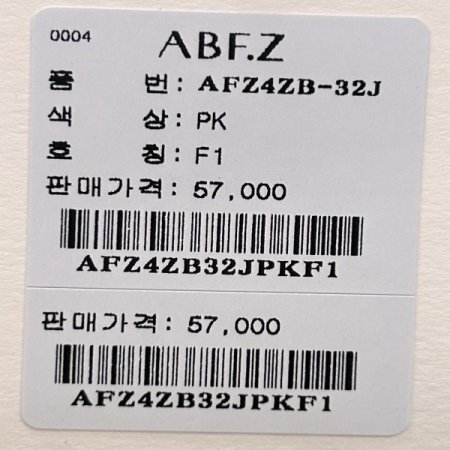 0004 ABF.Z
품 번: AFZ4ZB-32J
색 상: PK
호 칭: F1
판매가격: 57,000
AFZ4ZB32JPKF1
판매가격: 57,000
AFZ4ZB32JPKF1